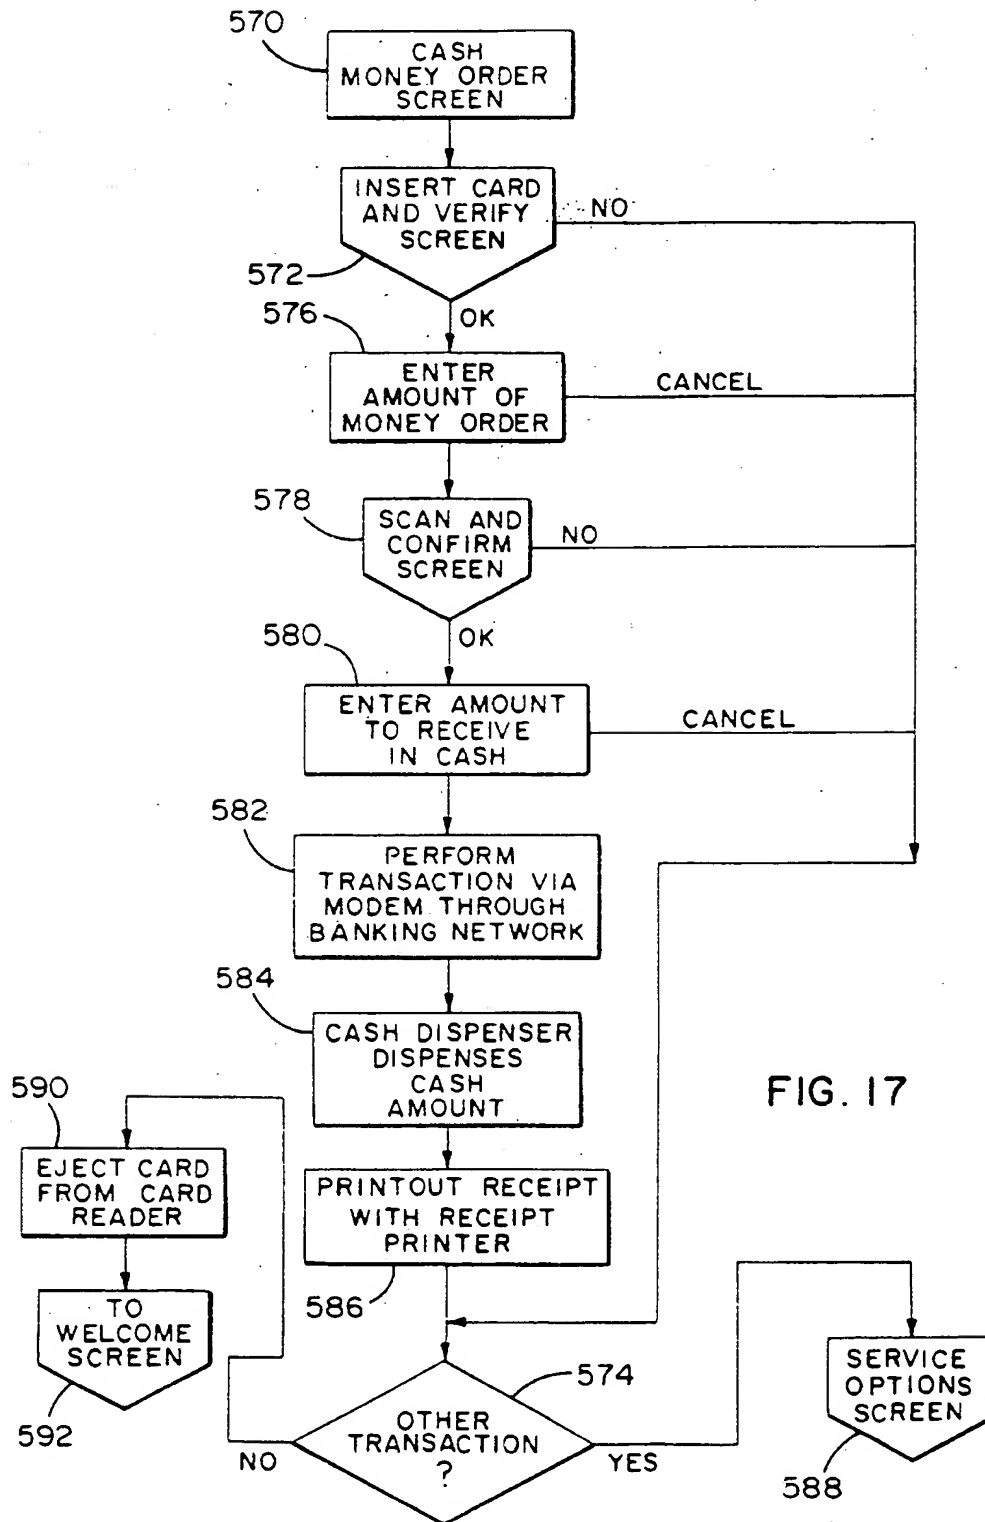 570
CASH
MONEY ORDER
SCREEN
INSERT CARD
AND VERIFY
SCREEN
NO
572
OK
576
ENTER
AMOUNT OF
MONEY ORDER
CANCEL
578
SCAN AND
CONFIRM
SCREEN
NO
OK
580
ENTER AMOUNT
TO RECEIVE
IN CASH
CANCEL
582
PERFORM
TRANSACTION VIA
MODEM THROUGH
BANKING NETWORK
584
CASH DISPENSER
DISPENSES
CASH
AMOUNT
FIG. 17
590
EJECT CARD
FROM CARD
READER
PRINTOUT RECEIPT
WITH RECEIPT
PRINTER
586
TO
WELCOME
SCREEN
592
574
OTHER
TRANSACTION
?
NO
YES
SERVICE
OPTIONS
SCREEN
588